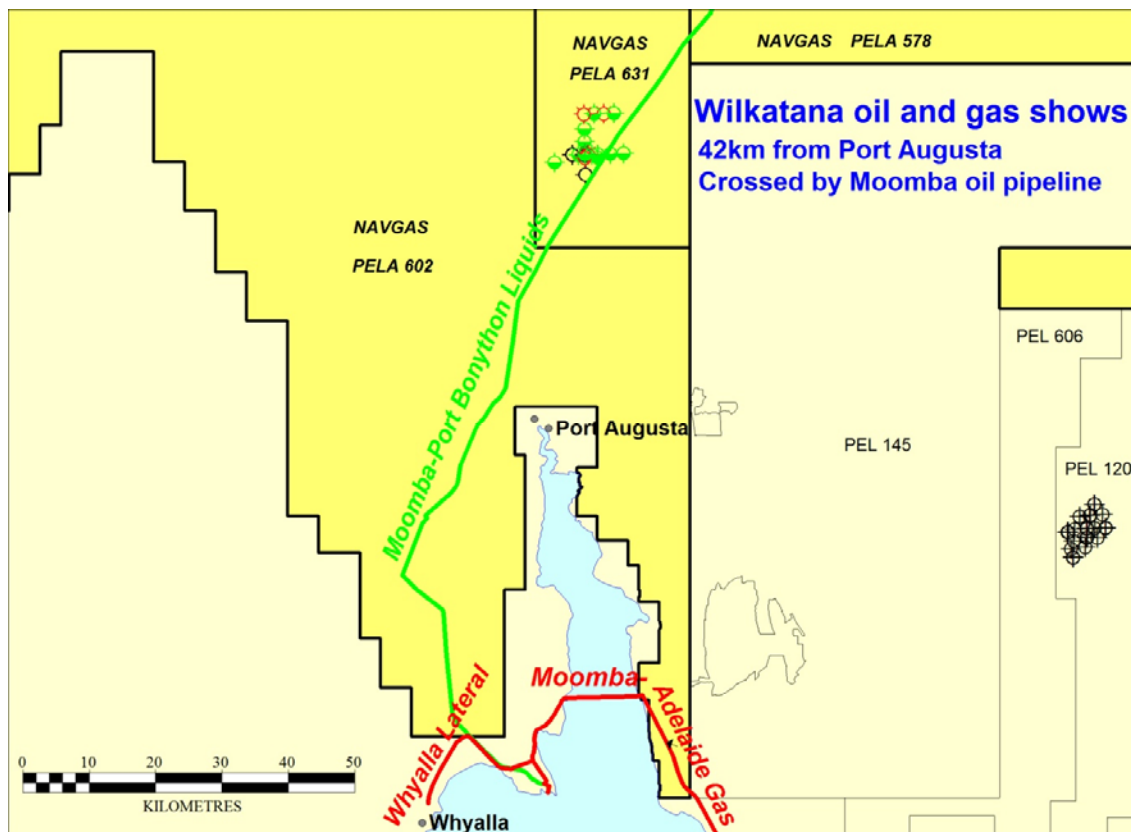 NAVGAS
PELA 631
NAVGAS PELA 578
Wilkatana oil and gas shows
42km from Port Augusta
Crossed by Moomba oil pipeline
NAVGAS
PELA 602
Moomba-Port Bonython Liquids
PEL 606
Port Augusta
PEL 145
PEL 120
Moomba-
Adelaide Gas
Whyalla Lateral
0 10 20 30 40 50
KILOMETRES
Whyalla